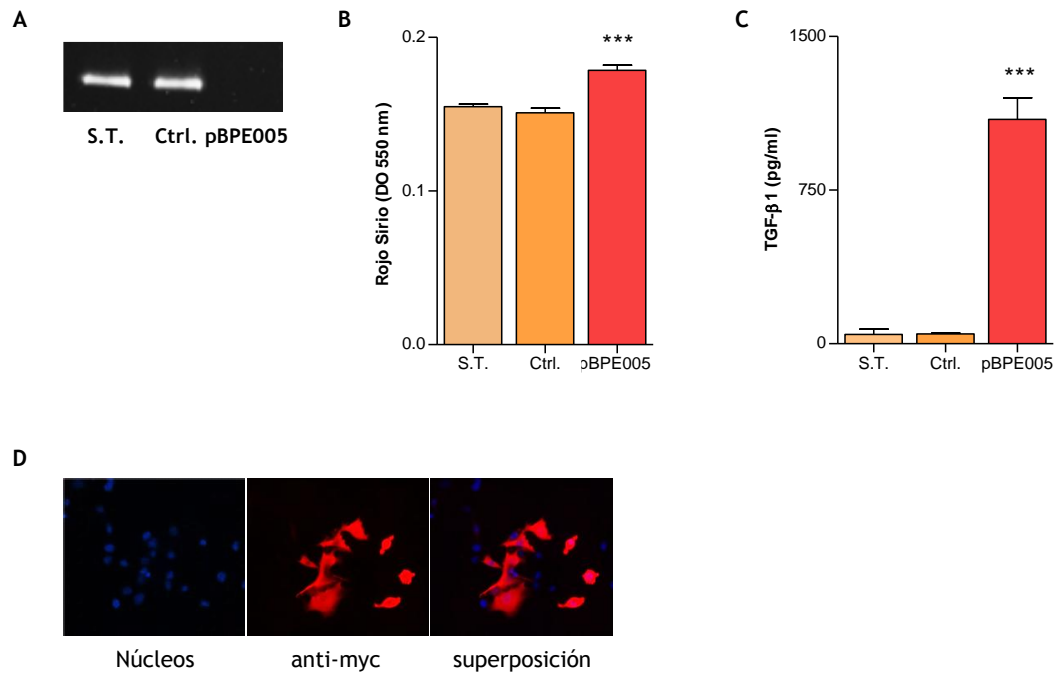 A
S.T. Ctrl. pBPE005
B
Rojo Sirio (DO 550 nm)
0.2
0.1
0.0
***
S.T. Ctrl. pBPE005
C
TGF-β1 (pg/ml)
1500
750
0
***
S.T. Ctrl. pBPE005
D
Núcleos anti-myc superposición